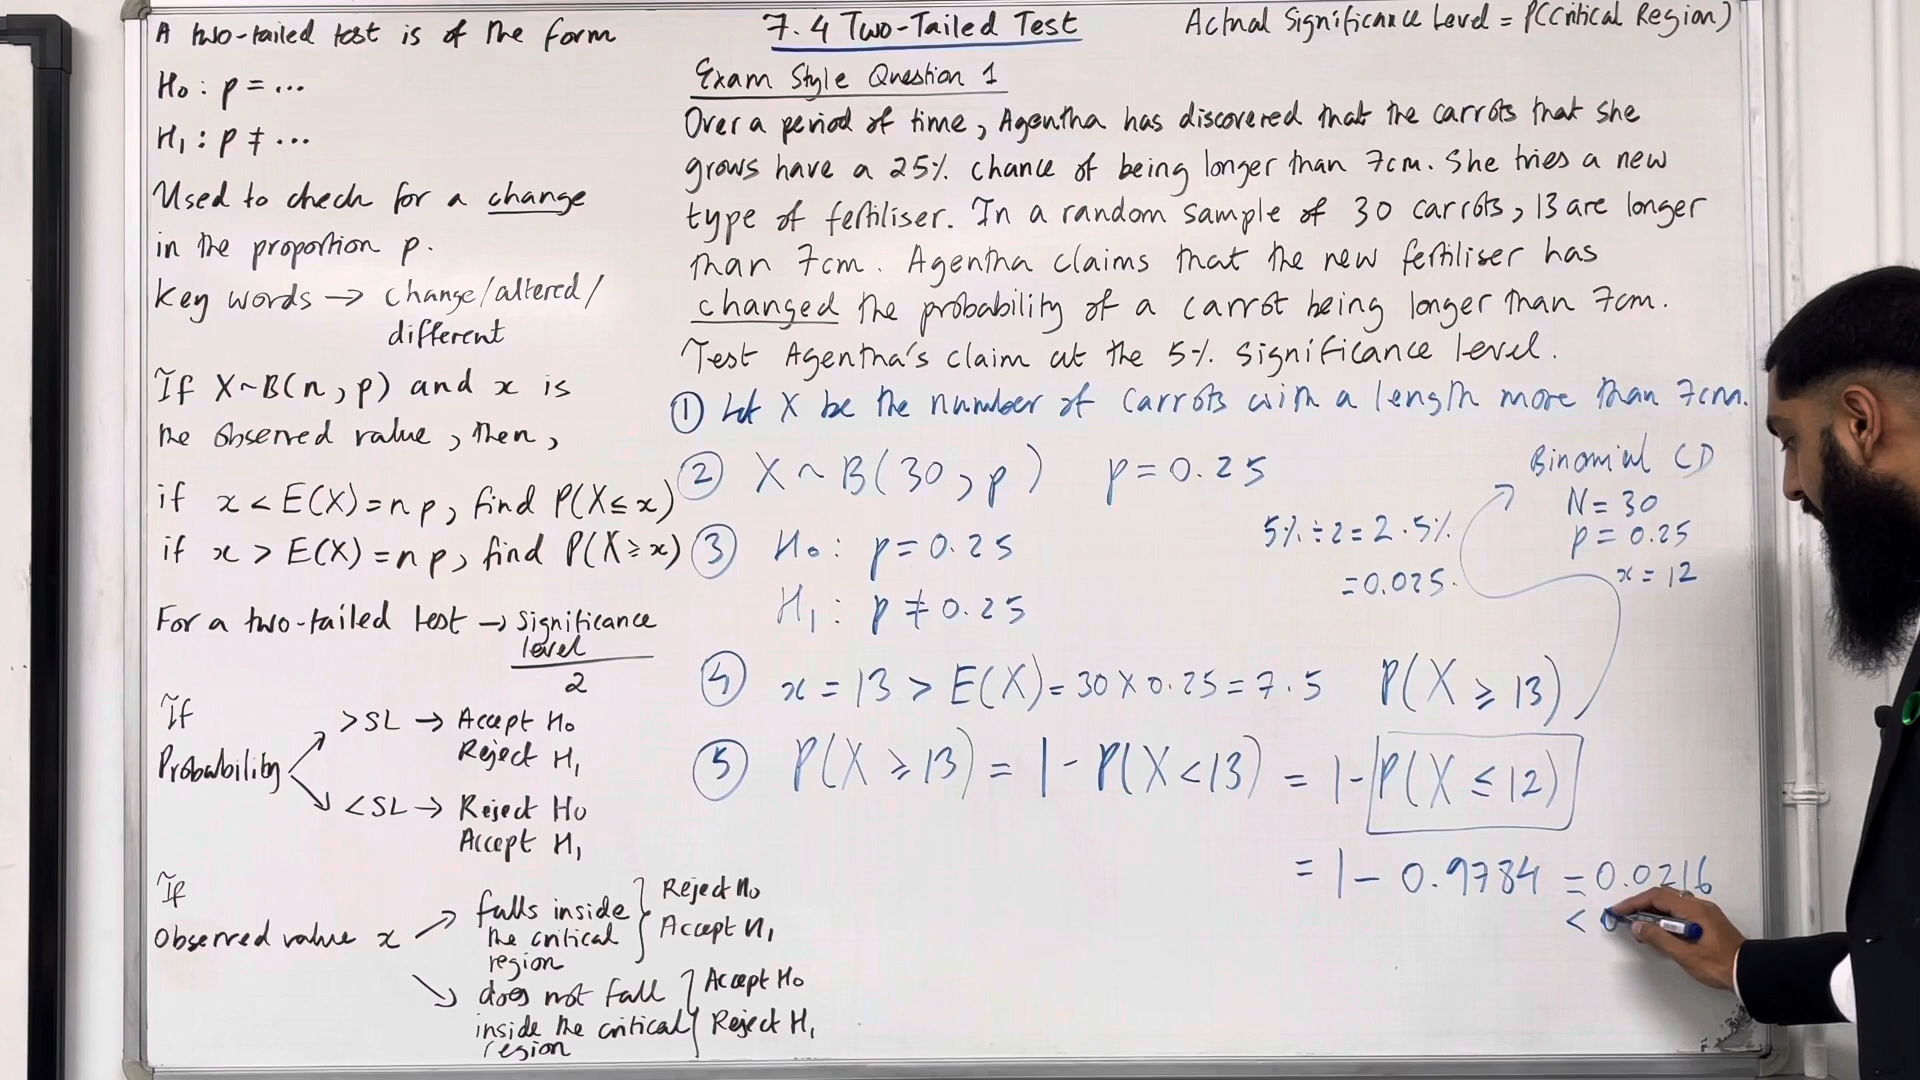 7.4 Two-Tailed Test
Actual Significance Level = P(Critical Region)
A two-tailed test is of the form
H₀ : p = ...
H₁ : p ≠ ...
Used to check for a change
in the proportion p.
Key words → change/altered/
different
If X~B(n, p) and x is
the observed value, then,
if x < E(X) = np, find P(X ≤ x)
if x > E(X) = np, find P(X ≥ x)
For a two-tailed test → significance
level
2
If
Probability
> SL → Accept H₀
Reject H₁
< SL → Reject H₀
Accept H₁
If
Observed value x
falls inside
the critical
region
Reject H₀
Accept H₁
does not fall
inside the critical
region
Accept H₀
Reject H₁
Exam Style Question 1
Over a period of time, Agentha has discovered that the carrots that she
grows have a 25% chance of being longer than 7cm. She tries a new
type of fertiliser. In a random sample of 30 carrots, 13 are longer
than 7cm. Agentha claims that the new fertiliser has
changed the probability of a carrot being longer than 7cm.
Test Agentha's claim at the 5% significance level.
① Let X be the number of carrots with a length more than 7cm.
② X ~ B(30, p) p = 0.25
③ H₀ : p = 0.25
H₁ : p ≠ 0.25
5% ÷ 2 = 2.5%
= 0.025
Binomial CD
N = 30
p = 0.25
x = 12
④ x = 13 > E(X) = 30 × 0.25 = 7.5 P(X ≥ 13)
⑤ P(X ≥ 13) = 1 - P(X < 13) = 1 - P(X ≤ 12)
= 1 - 0.9784 = 0.0216
< 0